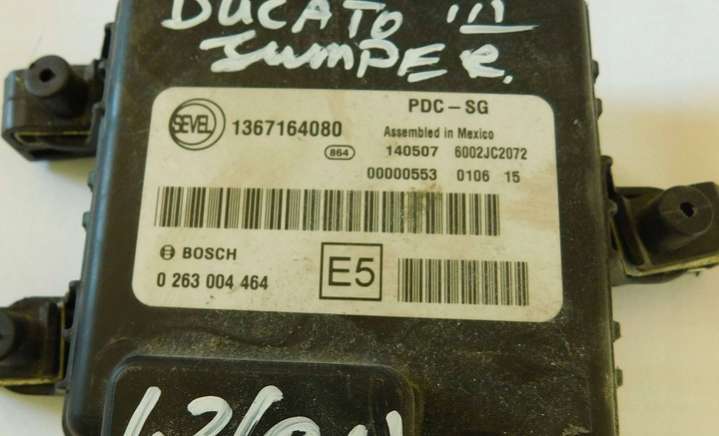 DUCATO III
JUMPER.
PDC-SG
SEVEL 1367164080
Assembled in Mexico
864 140507 6002JC2072
00000553 0106 15
BOSCH
0 263 004 464
E5